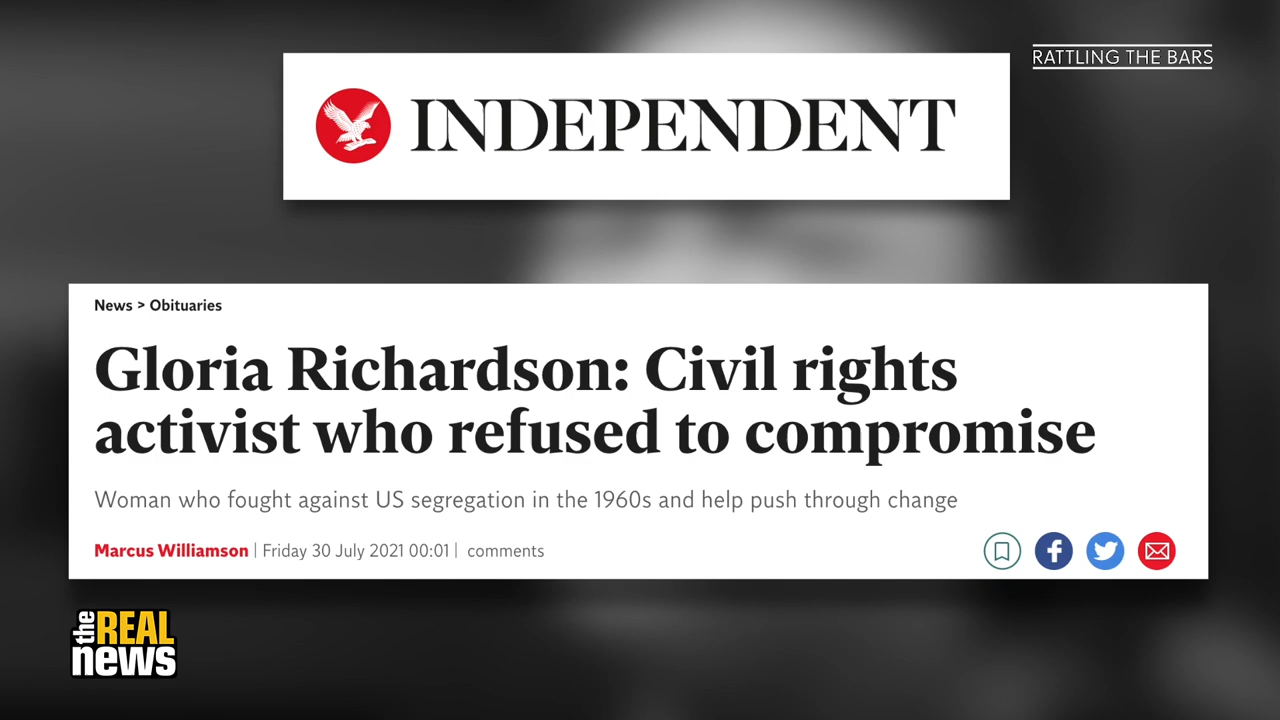 RATTLING THE BARS
INDEPENDENT
News > Obituaries
Gloria Richardson: Civil rights
activist who refused to compromise
Woman who fought against US segregation in the 1960s and help push through change
Marcus Williamson | Friday 30 July 2021 00:01 | comments
the REAL
news